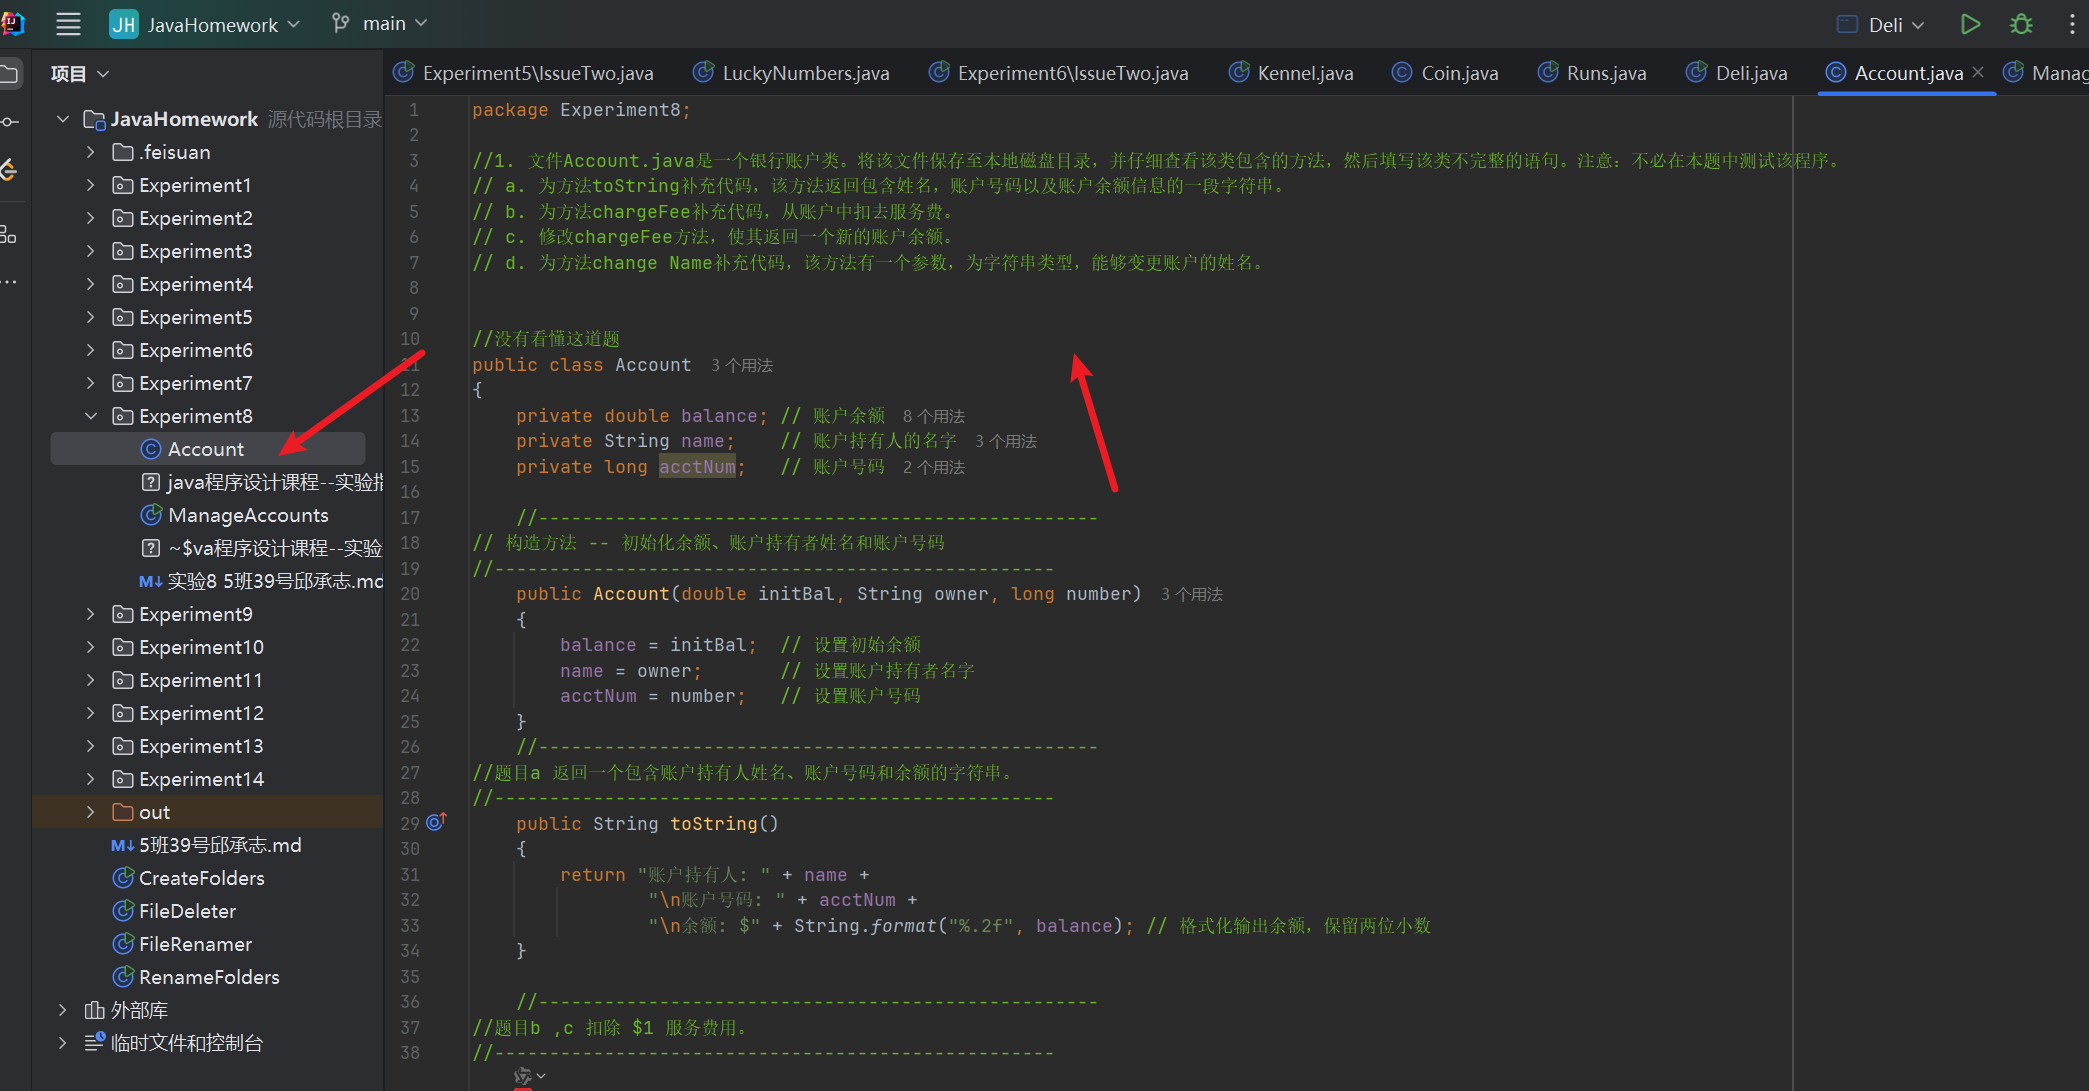 JH JavaHomework main Deli
项目
Experiment5\IssueTwo.java LuckyNumbers.java Experiment6\IssueTwo.java Kennel.java Coin.java Runs.java Deli.java Account.java Manag
JavaHomework 源代码根目录
.feisuan
Experiment1
Experiment2
Experiment3
Experiment4
Experiment5
Experiment6
Experiment7
Experiment8
Account
java程序设计课程--实验指
ManageAccounts
~$va程序设计课程--实验
M↓ 实验8 5班39号邱承志.md
Experiment9
Experiment10
Experiment11
Experiment12
Experiment13
Experiment14
out
M↓ 5班39号邱承志.md
CreateFolders
FileDeleter
FileRenamer
RenameFolders
外部库
临时文件和控制台
1 package Experiment8;
2
3 //1. 文件Account.java是一个银行账户类。将该文件保存至本地磁盘目录，并仔细查看该类包含的方法，然后填写该类不完整的语句。注意：不必在本题中测试该程序。
4 // a. 为方法toString补充代码，该方法返回包含姓名，账户号码以及账户余额信息的一段字符串。
5 // b. 为方法chargeFee补充代码，从账户中扣去服务费。
6 // c. 修改chargeFee方法，使其返回一个新的账户余额。
7 // d. 为方法change Name补充代码，该方法有一个参数，为字符串类型，能够变更账户的姓名。
8
9
10 //没有看懂这道题
11 public class Account 3 个用法
12 {
13 private double balance; // 账户余额 8 个用法
14 private String name; // 账户持有人的名字 3 个用法
15 private long acctNum; // 账户号码 2 个用法
16
17 //---------------------------------------------------
18 // 构造方法 -- 初始化余额、账户持有者姓名和账户号码
19 //---------------------------------------------------
20 public Account(double initBal, String owner, long number) 3 个用法
21 {
22 balance = initBal; // 设置初始余额
23 name = owner; // 设置账户持有者名字
24 acctNum = number; // 设置账户号码
25 }
26 //---------------------------------------------------
27 //题目a 返回一个包含账户持有人姓名、账户号码和余额的字符串。
28 //---------------------------------------------------
29 public String toString()
30 {
31 return "账户持有人: " + name +
32 "\n账户号码: " + acctNum +
33 "\n余额: $" + String.format("%.2f", balance); // 格式化输出余额，保留两位小数
34 }
35
36 //---------------------------------------------------
37 //题目b ,c 扣除 $1 服务费用。
38 //---------------------------------------------------